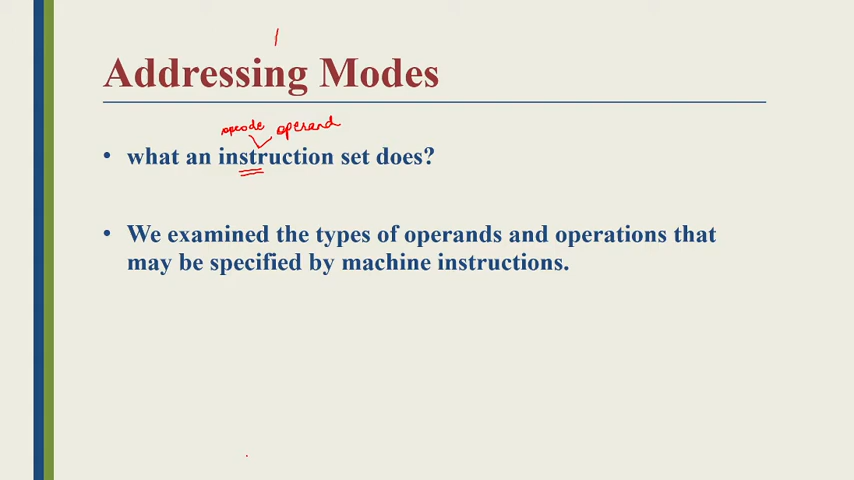 Addressing Modes
opcode operand
• what an instruction set does?
• We examined the types of operands and operations that
may be specified by machine instructions.